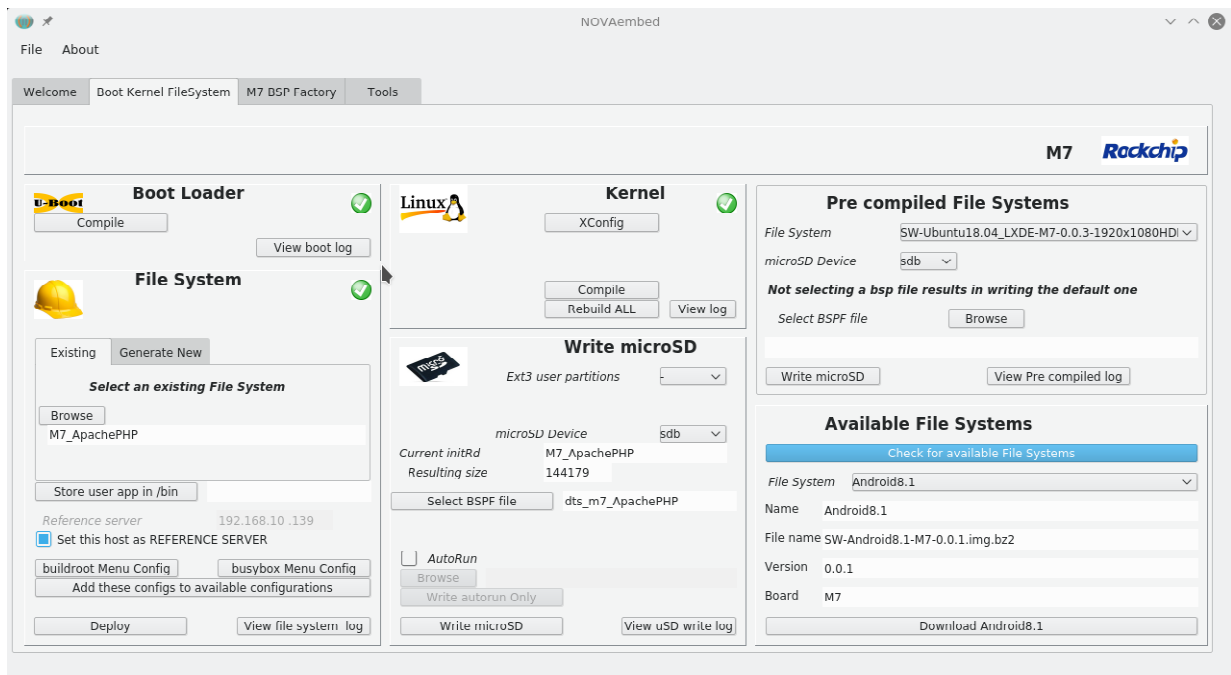 NOVAembed
File About
Welcome Boot Kernel FileSystem M7 BSP Factory Tools
M7 Rockchip
U-Boot Boot Loader
Compile
View boot log
File System
Existing Generate New
Select an existing File System
Browse
M7_ApachePHP
Store user app in /bin
Reference server 192.168.10 .139
Set this host as REFERENCE SERVER
buildroot Menu Config busybox Menu Config
Add these configs to available configurations
Deploy View file system log
Linux Kernel
XConfig
Compile
Rebuild ALL View log
Write microSD
micro SD
Ext3 user partitions -
microSD Device sdb
Current initRd M7_ApachePHP
Resulting size 144179
Select BSPF file dts_m7_ApachePHP
AutoRun
Browse
Write autorun Only
Write microSD View uSD write log
Pre compiled File Systems
File System SW-Ubuntu18.04_LXDE-M7-0.0.3-1920x1080HD
microSD Device sdb
Not selecting a bsp file results in writing the default one
Select BSPF file Browse
Write microSD View Pre compiled log
Available File Systems
Check for available File Systems
File System Android8.1
Name Android8.1
File name SW-Android8.1-M7-0.0.1.img.bz2
Version 0.0.1
Board M7
Download Android8.1